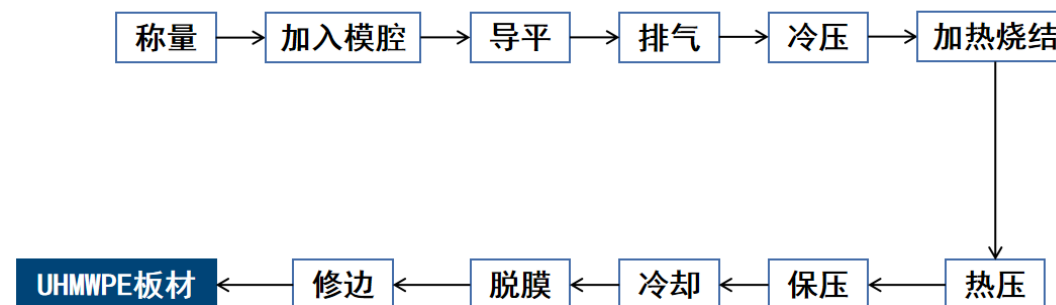 称量
加入模腔
导平
排气
冷压
加热烧结
热压
保压
冷却
脱膜
修边
UHMWPE板材